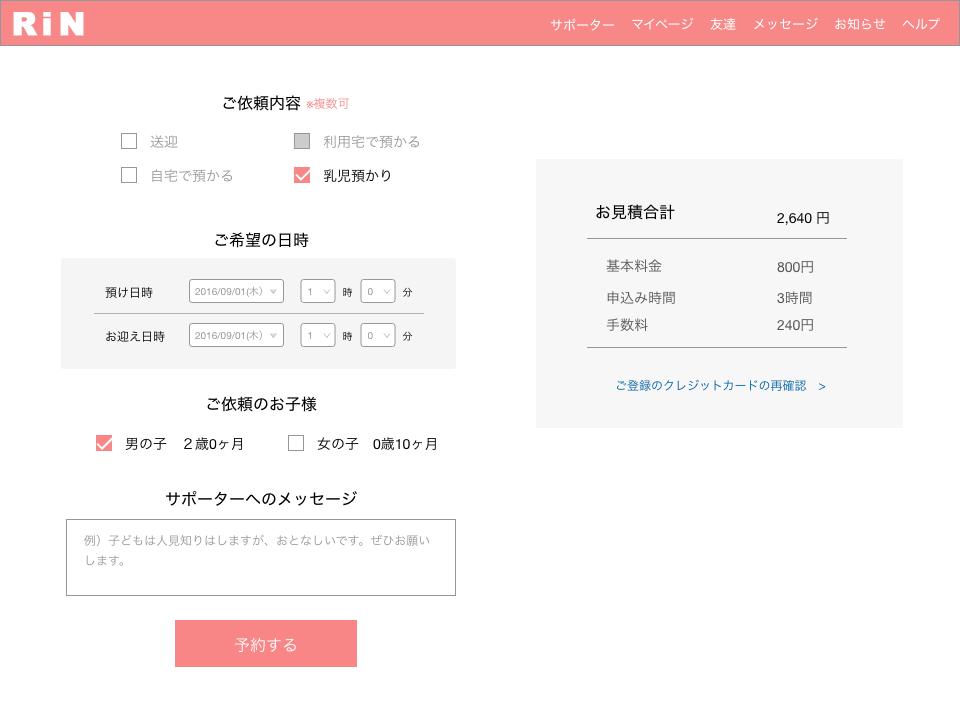 RiN
サポーター マイページ 友達 メッセージ お知らせ ヘルプ
ご依頼内容 ※複数可
送迎 利用宅で預かる
自宅で預かる 乳児預かり
ご希望の日時
預け日時 2016/09/01(木) 1 時 0 分
お迎え日時 2016/09/01(木) 1 時 0 分
ご依頼のお子様
男の子 2歳0ヶ月 女の子 0歳10ヶ月
サポーターへのメッセージ
例）子どもは人見知りはしますが、おとなしいです。ぜひお願い
します。
予約する
お見積合計 2,640 円
基本料金 800円
申込み時間 3時間
手数料 240円
ご登録のクレジットカードの再確認 >